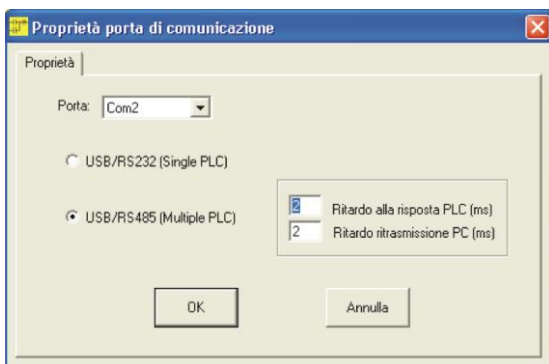 Proprietà porta di comunicazione
Proprietà
Porta: Com2
USB/RS232 (Single PLC)
USB/RS485 (Multiple PLC)
2 Ritardo alla risposta PLC (ms)
2 Ritardo ritrasmissione PC (ms)
OK Annulla